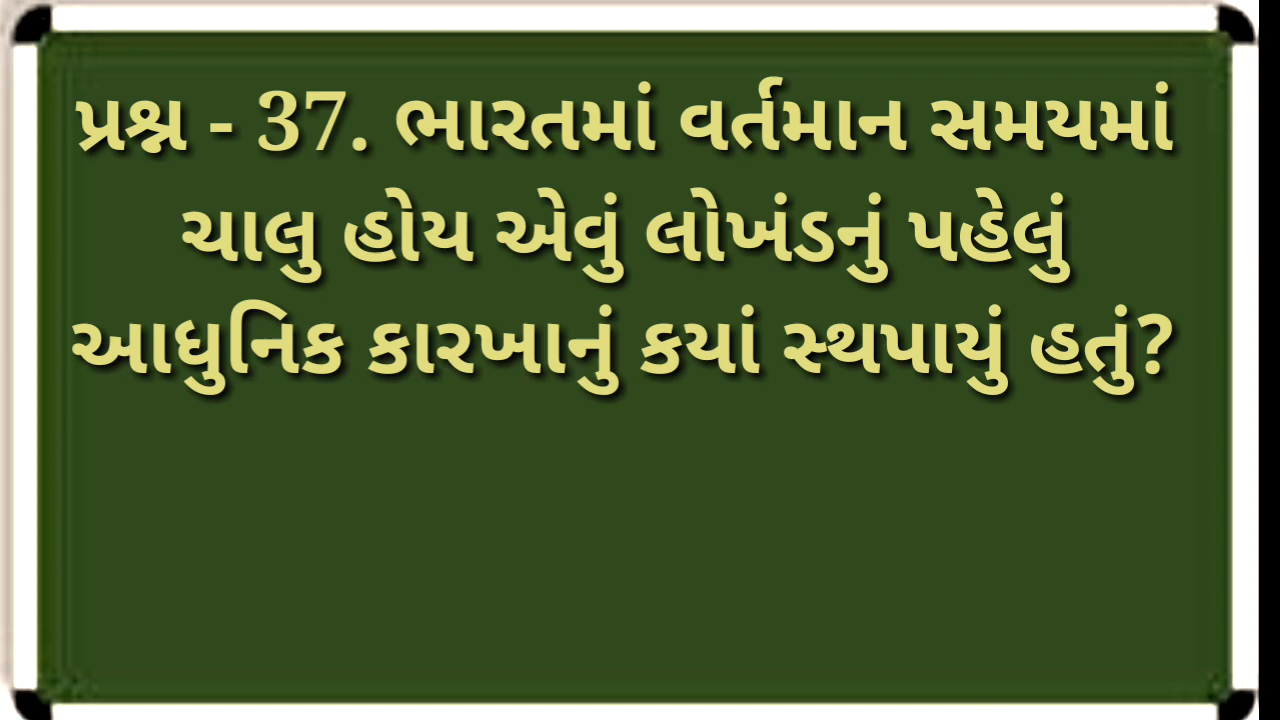 પ્રશ્ન - 37. ભારતમાં વર્તમાન સમયમાં
ચાલુ હોય એવું લોખંડનું પહેલું
આધુનિક કારખાનું કયાં સ્થપાયું હતું?